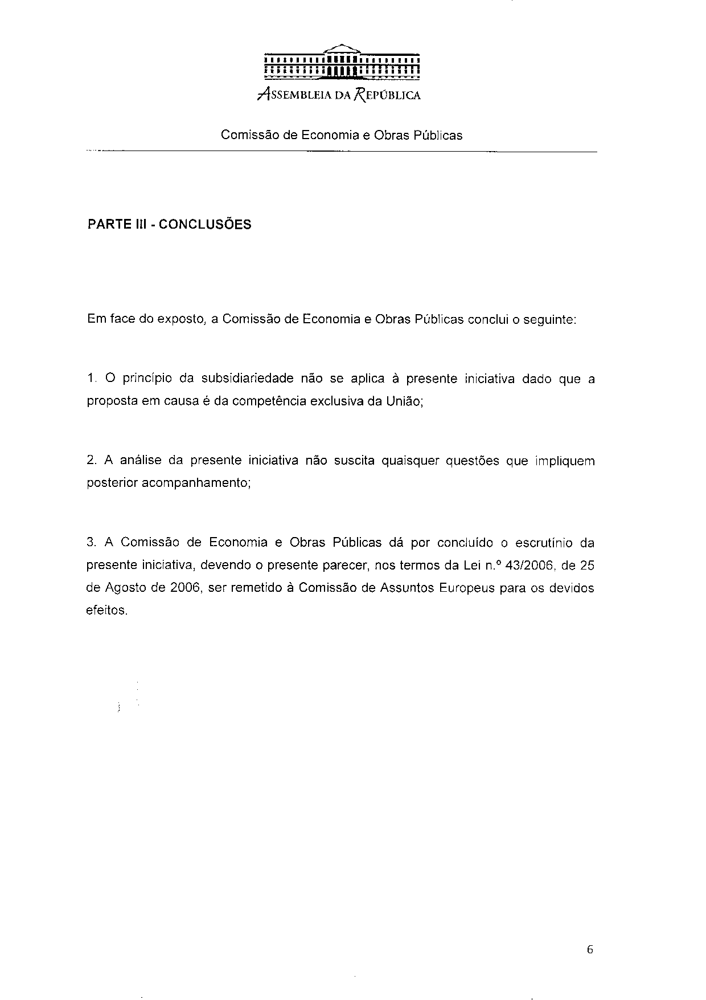 ASSEMBLEIA DA REPÚBLICA
Comissão de Economia e Obras Públicas
PARTE III - CONCLUSÕES
Em face do exposto, a Comissão de Economia e Obras Públicas conclui o seguinte:
1. O princípio da subsidiariedade não se aplica à presente iniciativa dado que a
proposta em causa é da competência exclusiva da União;
2. A análise da presente iniciativa não suscita quaisquer questões que impliquem
posterior acompanhamento;
3. A Comissão de Economia e Obras Públicas dá por concluído o escrutínio da
presente iniciativa, devendo o presente parecer, nos termos da Lei n.º 43/2006, de 25
de Agosto de 2006, ser remetido à Comissão de Assuntos Europeus para os devidos
efeitos.
6